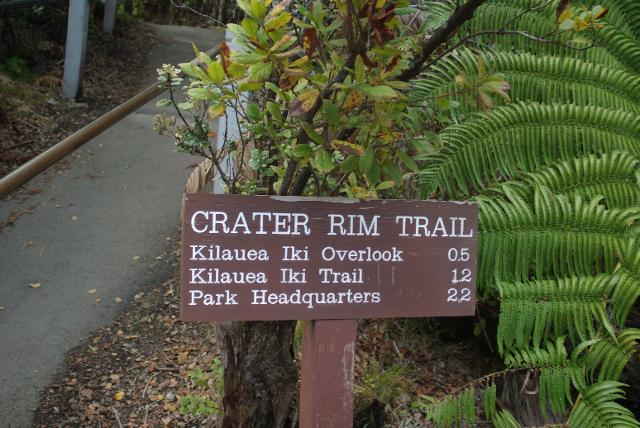 CRATER RIM TRAIL
Kilauea Iki Overlook 0.5
Kilauea Iki Trail 1.2
Park Headquarters 2.2